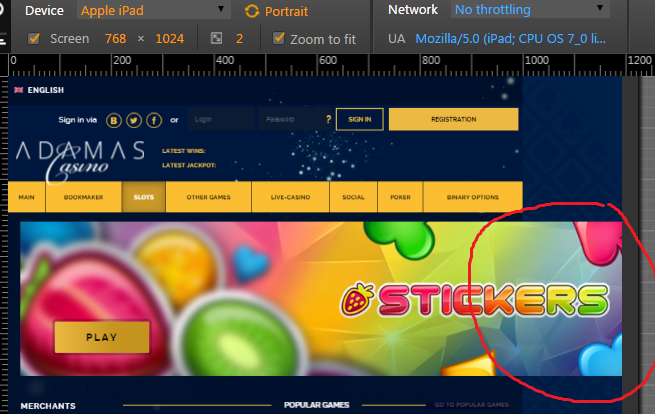 Device Apple iPad Portrait Network No throttling
Screen 768 × 1024 2 Zoom to fit UA Mozilla/5.0 (iPad; CPU OS 7_0 li...
0 200 400 600 800 1000 1200
ENGLISH
Sign in via B f or Login Password ? SIGN IN REGISTRATION
ADAMAS
Casino
LATEST WINS:
LATEST JACKPOT:
MAIN BOOKMAKER SLOTS OTHER GAMES LIVE-CASINO SOCIAL POKER BINARY OPTIONS
STICKERS
PLAY
MERCHANTS POPULAR GAMES GO TO POPULAR GAMES